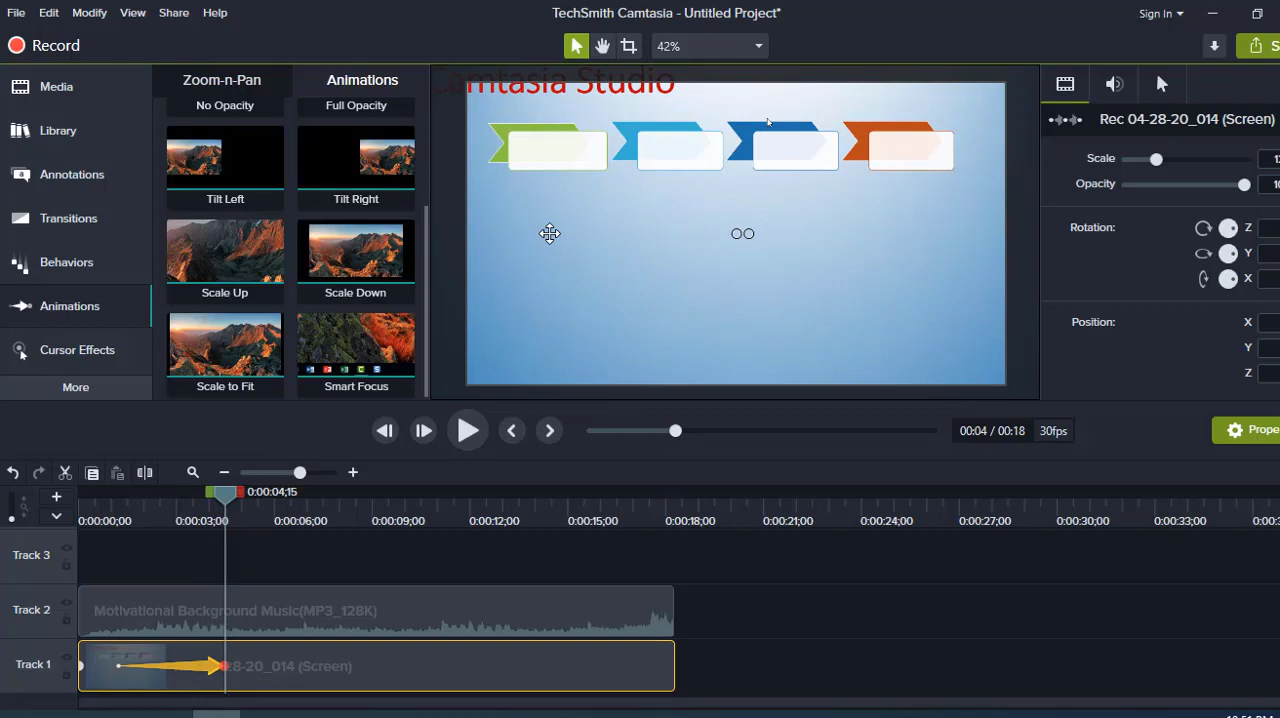 File Edit Modify View Share Help
TechSmith Camtasia - Untitled Project*
Sign In
Record
42%
Media
Library
Annotations
Transitions
Behaviors
Animations
Cursor Effects
More
Zoom-n-Pan
Animations
No Opacity
Full Opacity
Tilt Left
Tilt Right
Scale Up
Scale Down
Scale to Fit
Smart Focus
Camtasia Studio
Rec 04-28-20_014 (Screen)
Scale
Opacity
Rotation:
Z
Y
X
Position:
X
Y
Z
00:04 / 00:18
30fps
Prope
0:00:04;15
0:00:00;00 0:00:03;00 0:00:06;00 0:00:09;00 0:00:12;00 0:00:15;00 0:00:18;00 0:00:21;00 0:00:24;00 0:00:27;00 0:00:30;00 0:00:33;00
Track 3
Track 2
Motivational Background Music(MP3_128K)
Track 1
28-20_014 (Screen)